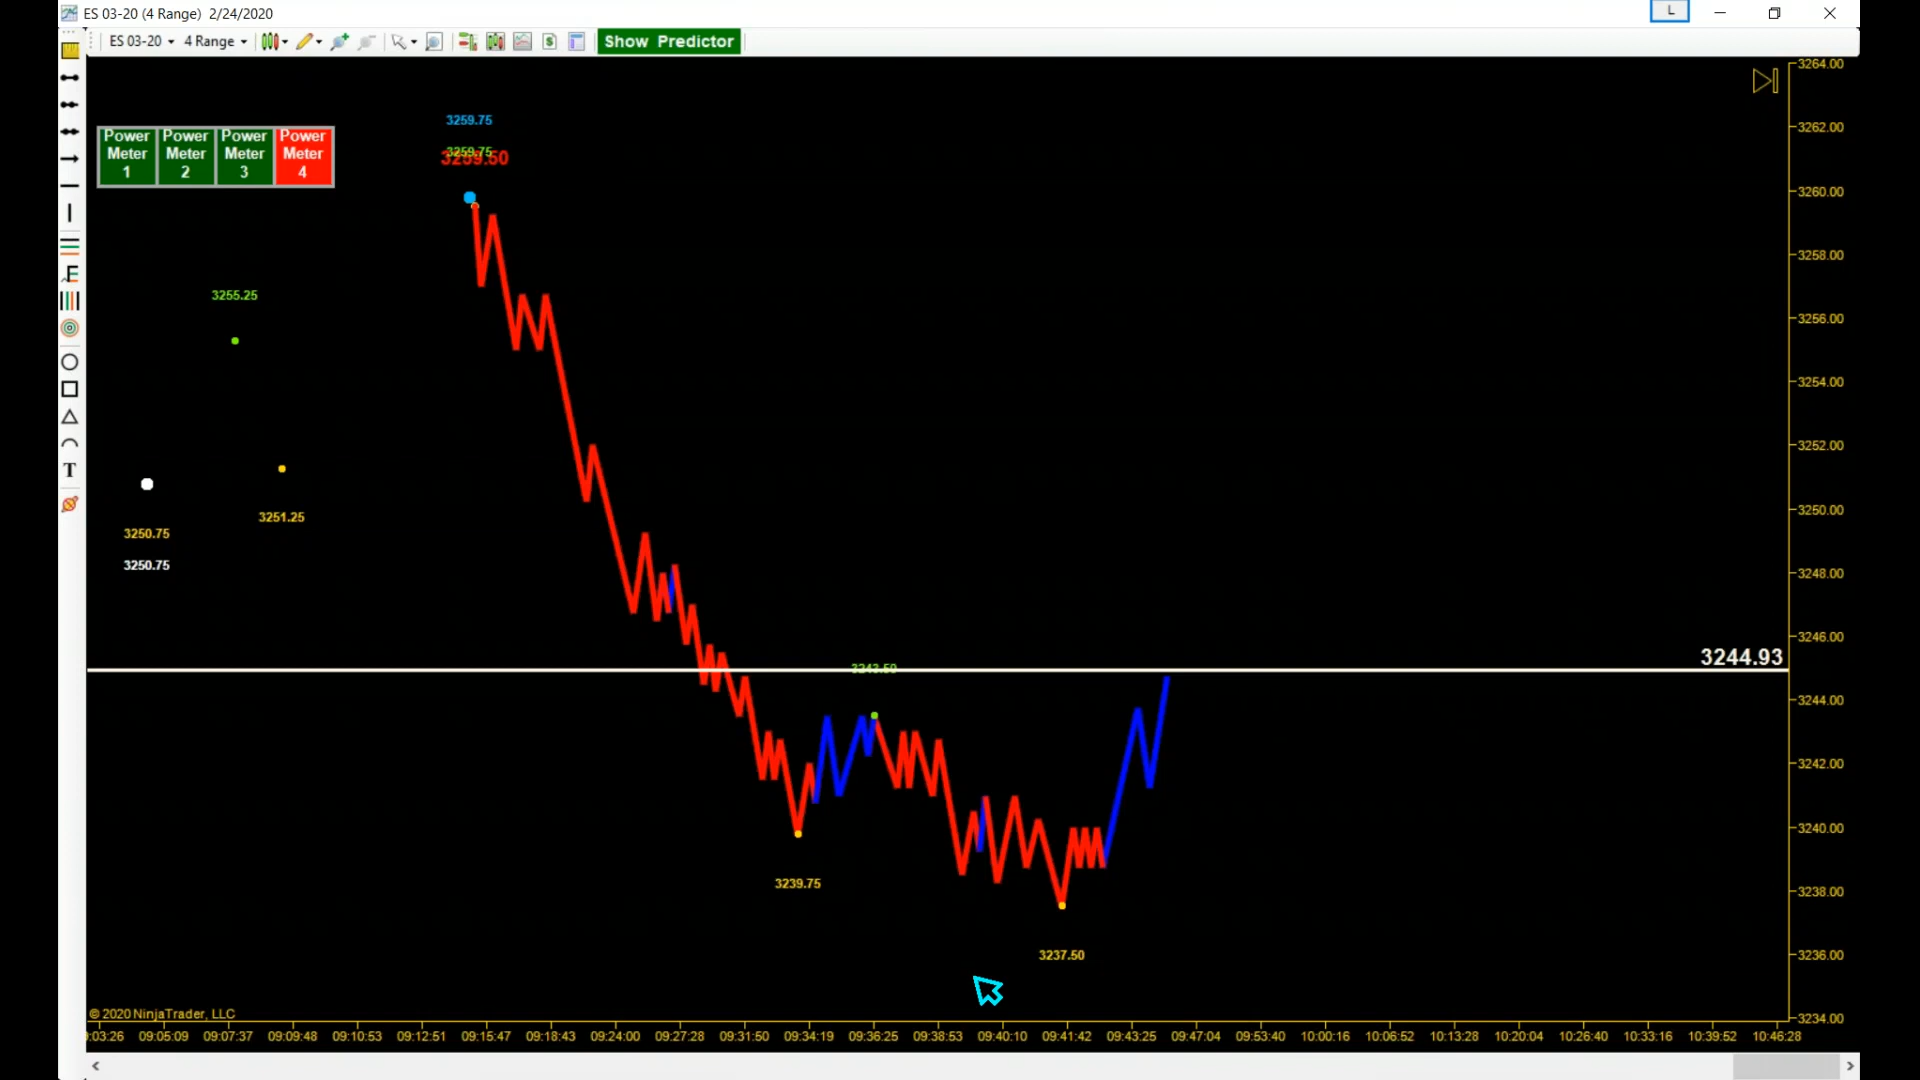 ES 03-20 (4 Range) 2/24/2020
L
ES 03-20
4 Range
Show Predictor
3264.00
3262.00
3260.00
3258.00
3256.00
3254.00
3252.00
3250.00
3248.00
3246.00
3244.00
3242.00
3240.00
3238.00
3236.00
3234.00
Power Meter 1
Power Meter 2
Power Meter 3
Power Meter 4
3259.75
3259.75
3259.50
3255.25
3251.25
3250.75
3250.75
3244.93
3243.50
3239.75
3237.50
T
© 2020 NinjaTrader, LLC
:03:26 09:05:09 09:07:37 09:09:48 09:10:53 09:12:51 09:15:47 09:18:43 09:24:00 09:27:28 09:31:50 09:34:19 09:36:25 09:38:53 09:40:10 09:41:42 09:43:25 09:47:04 09:53:40 10:00:16 10:06:52 10:13:28 10:20:04 10:26:40 10:33:16 10:39:52 10:46:28